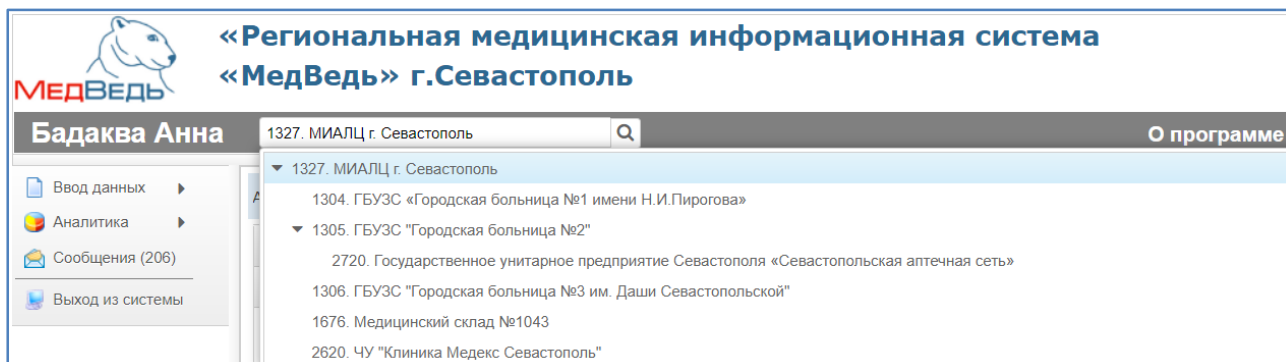 «Региональная медицинская информационная система
«МедВедь» г.Севастополь
МЕДВЕДЬ
Бадаква Анна
1327. МИАЛЦ г. Севастополь
О программе
Ввод данных
Аналитика
Сообщения (206)
Выход из системы
1327. МИАЛЦ г. Севастополь
1304. ГБУЗС «Городская больница №1 имени Н.И.Пирогова»
1305. ГБУЗС "Городская больница №2"
2720. Государственное унитарное предприятие Севастополя «Севастопольская аптечная сеть»
1306. ГБУЗС "Городская больница №3 им. Даши Севастопольской"
1676. Медицинский склад №1043
2620. ЧУ "Клиника Медекс Севастополь"